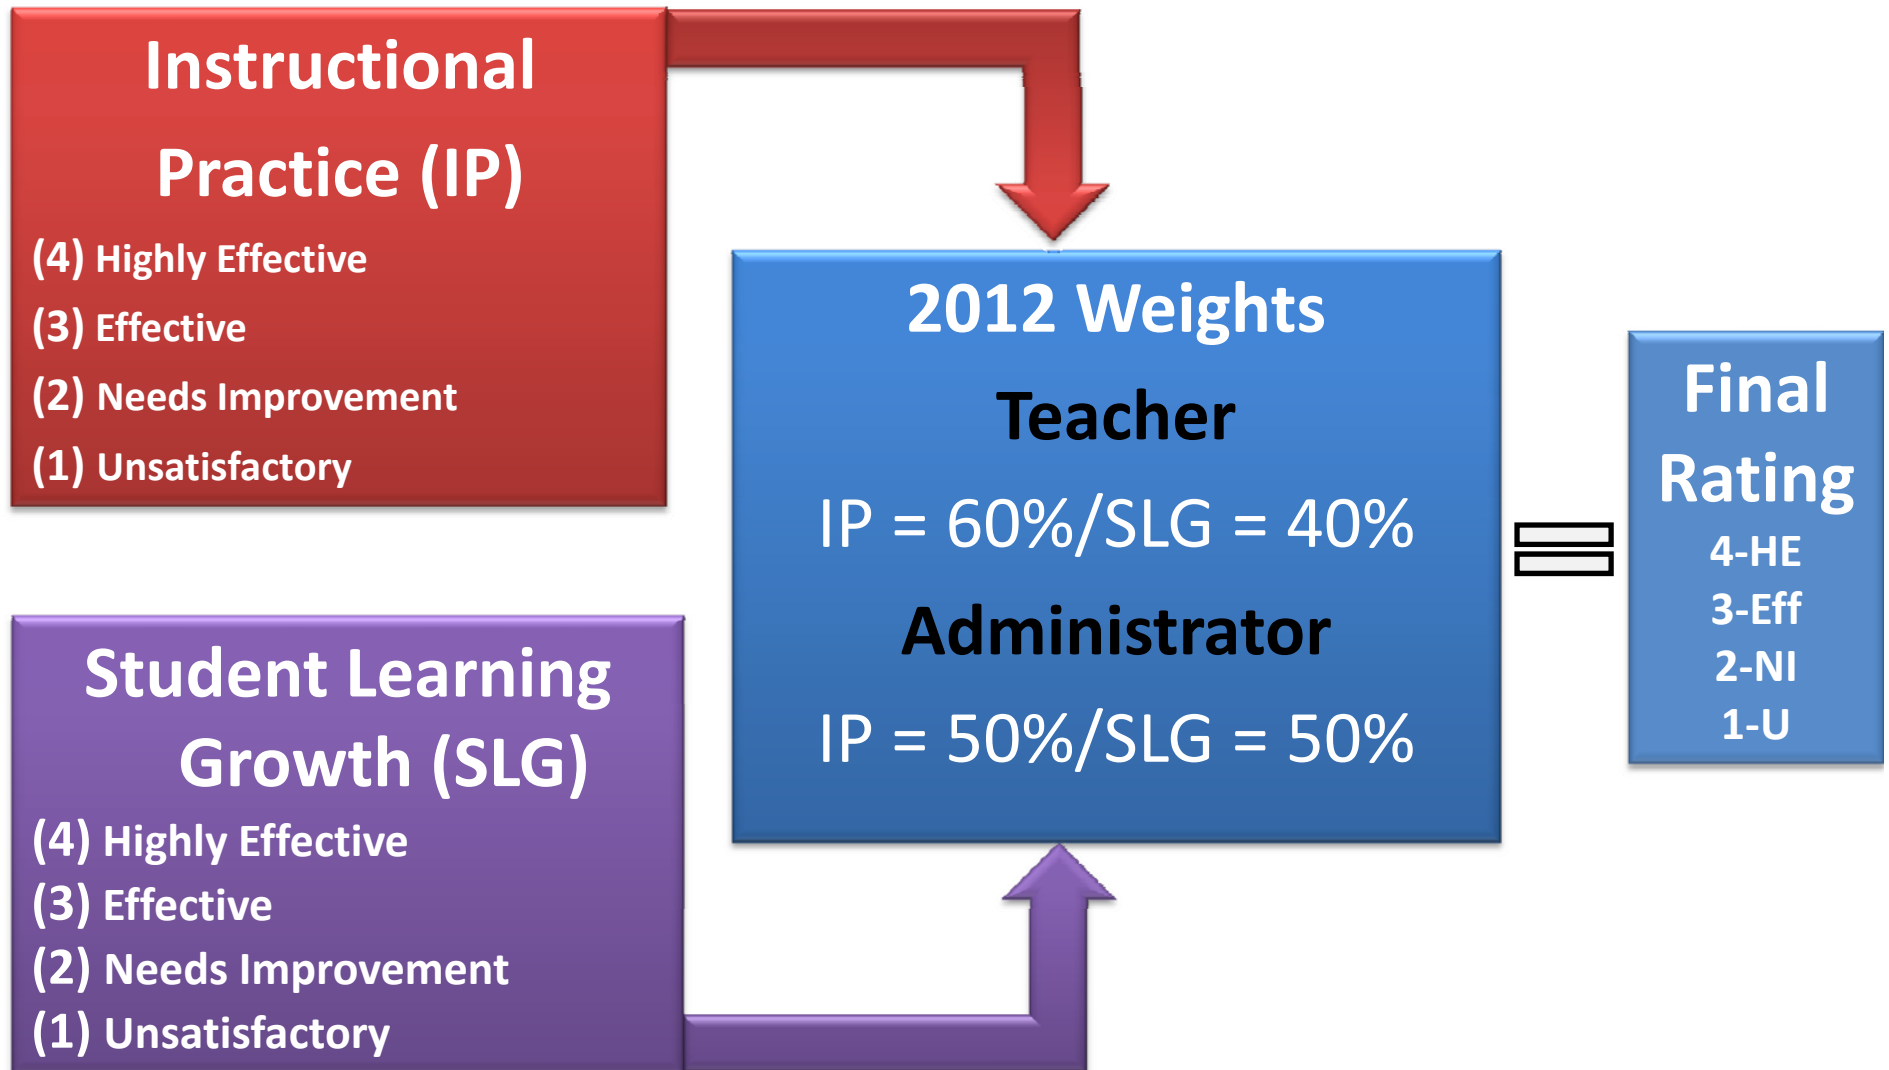 Instructional
Practice (IP)
(4) Highly Effective
(3) Effective
(2) Needs Improvement
(1) Unsatisfactory
Student Learning
Growth (SLG)
(4) Highly Effective
(3) Effective
(2) Needs Improvement
(1) Unsatisfactory
2012 Weights
Teacher
IP = 60%/SLG = 40%
Administrator
IP = 50%/SLG = 50%
Final
Rating
4-HE
3-Eff
2-NI
1-U